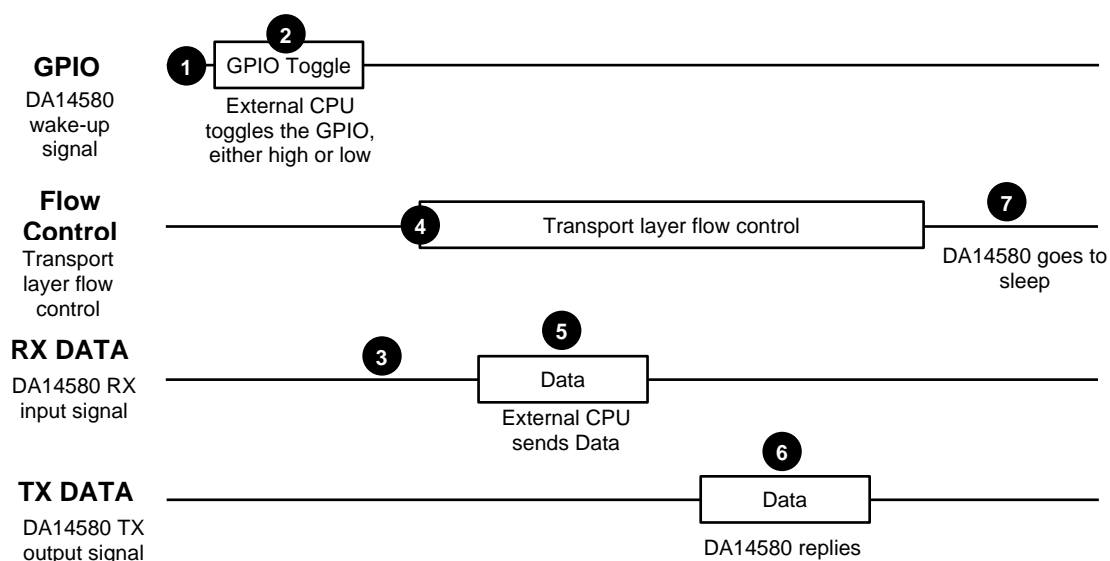 2
GPIO
1
GPIO Toggle
DA14580
wake-up
signal
External CPU
toggles the GPIO,
either high or low
Flow
Control
4
Transport layer flow control
7
Transport
layer flow
control
DA14580 goes to
sleep
RX DATA
3
5
DA14580 RX
input signal
Data
External CPU
sends Data
6
TX DATA
Data
DA14580 TX
output signal
DA14580 replies